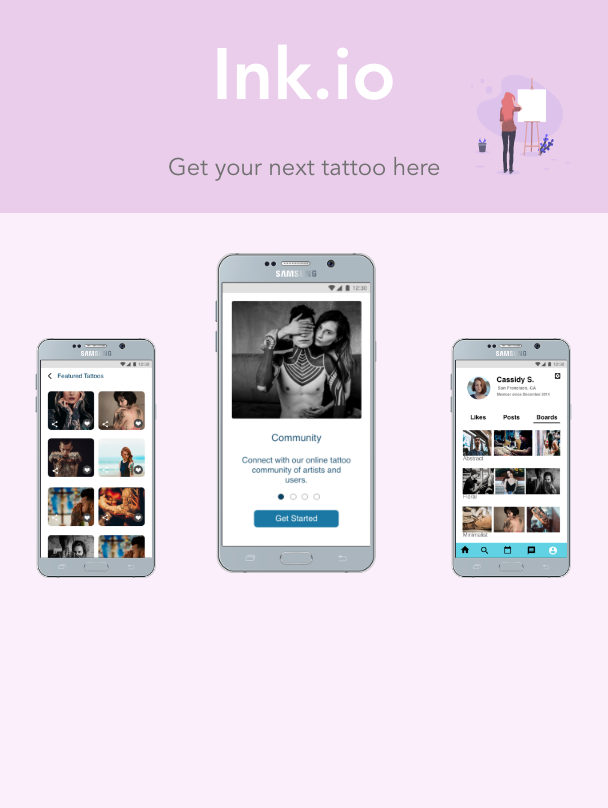 Ink.io
Get your next tattoo here
SAMSUNG
12:30
Community
Connect with our online tattoo
community of artists and
users.
Get Started
SAMSUNG
12:30
Featured Tattoos
SAMSUNG
12:30
Cassidy S.
San Francisco, CA
Member since December 2019
Likes Posts Boards
Abstract
Floral
Minimalist